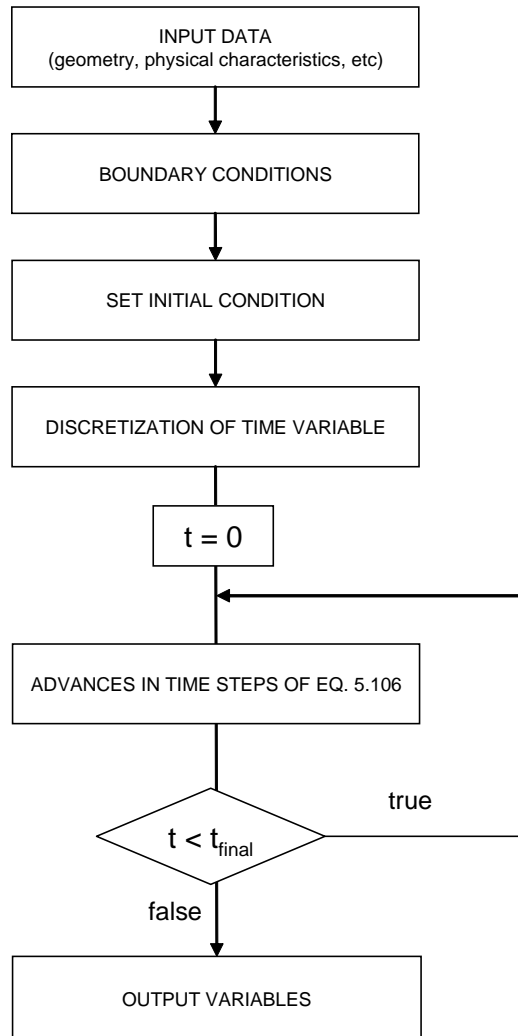 INPUT DATA
(geometry, physical characteristics, etc)
BOUNDARY CONDITIONS
SET INITIAL CONDITION
DISCRETIZATION OF TIME VARIABLE
t = 0
ADVANCES IN TIME STEPS OF EQ. 5.106
true
t < t_final
false
OUTPUT VARIABLES